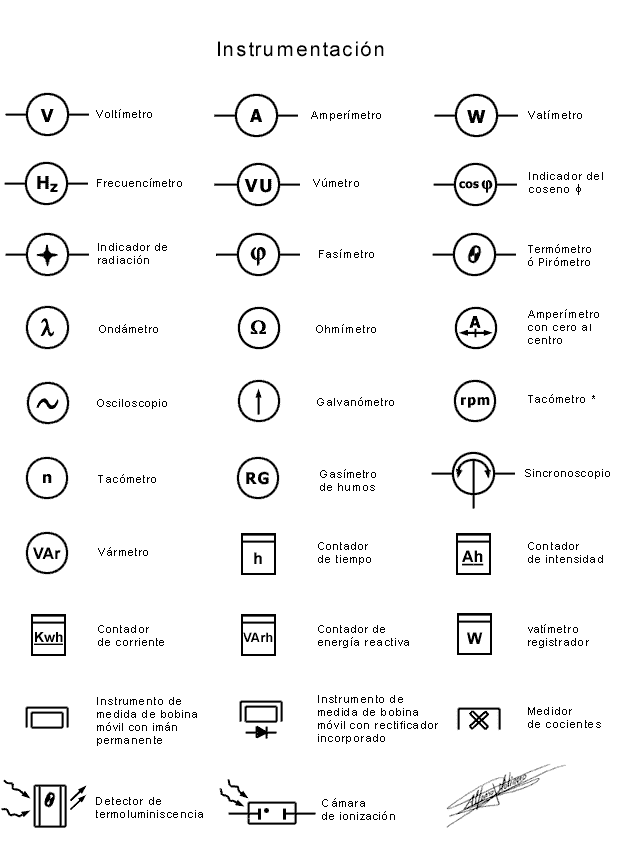 Instrumentación
V Voltímetro
A Amperímetro
W Vatímetro
Hz Frecuencímetro
VU Vúmetro
cos φ Indicador del
coseno ϕ
Indicador de
radiación
φ Fasímetro
θ Termómetro
ó Pirómetro
λ Ondámetro
Ω Ohmímetro
A Amperímetro
con cero al
centro
Osciloscopio
Galvanómetro
rpm Tacómetro *
n Tacómetro
RG Gasímetro
de humos
Sincronoscopio
VAr Vármetro
h Contador
de tiempo
Ah Contador
de intensidad
Kwh Contador
de corriente
VArh Contador de
energía reactiva
W vatímetro
registrador
Instrumento de
medida de bobina
móvil con imán
permanente
Instrumento de
medida de bobina
móvil con rectificador
incorporado
Medidor
de cocientes
θ Detector de
termoluminiscencia
Cámara
de ionización